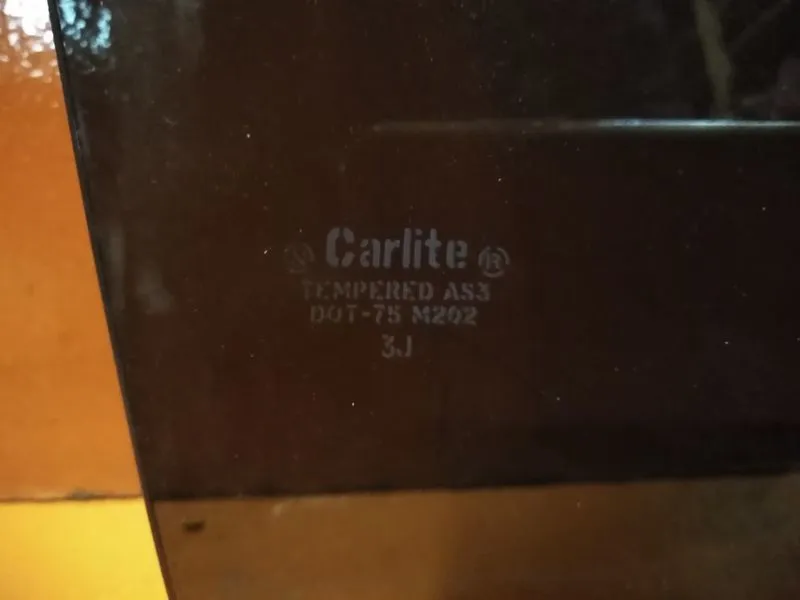 Carlite ®
TEMPERED AS3
DOT-75 M202
3J